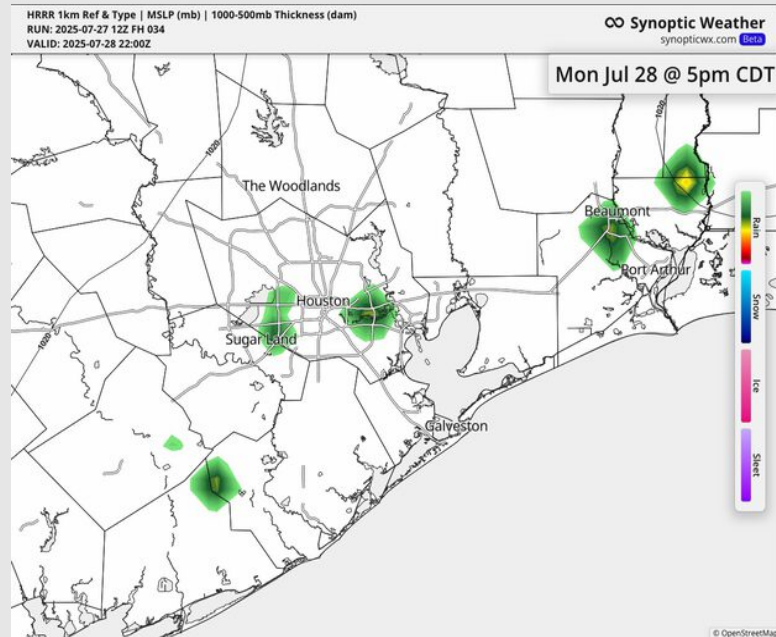 HRRR 1km Ref & Type | MSLP (mb) | 1000-500mb Thickness (dam)
RUN: 2025-07-27 12Z FH 034
VALID: 2025-07-28 22:00Z
Synoptic Weather
synopticwx.com Beta
Mon Jul 28 @ 5pm CDT
1020
1020
The Woodlands
Beaumont
Port Arthur
Houston
Sugar Land
1020
Galveston
Rain
Snow
Ice
Sleet
© OpenStreetMap